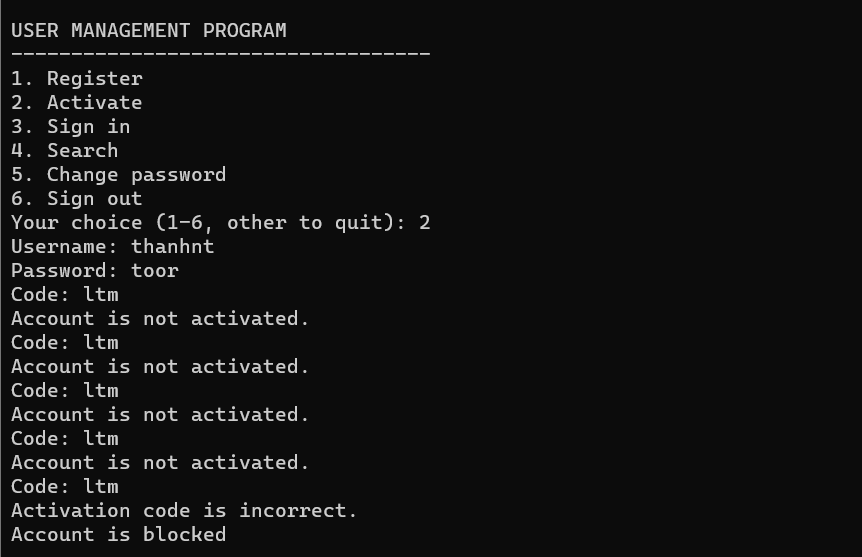 USER MANAGEMENT PROGRAM
-----------------------------------
1. Register
2. Activate
3. Sign in
4. Search
5. Change password
6. Sign out
Your choice (1-6, other to quit): 2
Username: thanhnt
Password: toor
Code: ltm
Account is not activated.
Code: ltm
Account is not activated.
Code: ltm
Account is not activated.
Code: ltm
Account is not activated.
Code: ltm
Activation code is incorrect.
Account is blocked